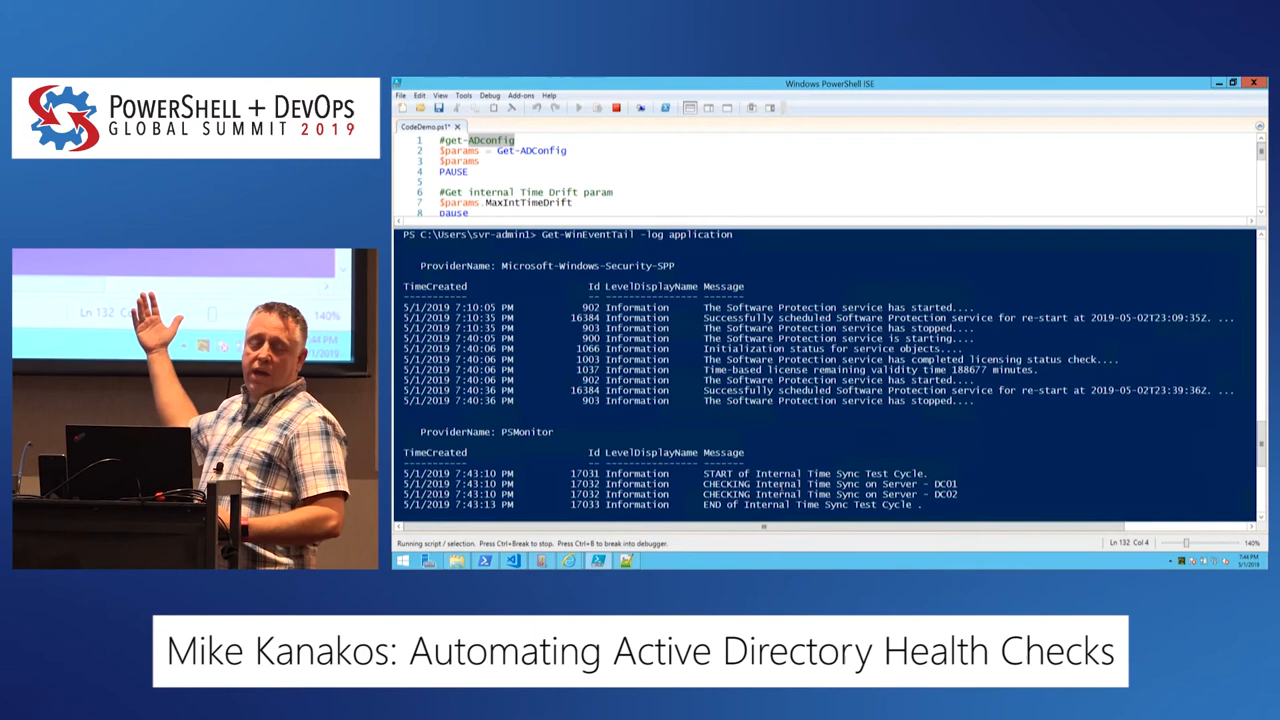 POWERSHELL + DEVOPS
GLOBAL SUMMIT 2019
Ln 132
140%
Windows PowerShell ISE
File Edit View Tools Debug Add-ons Help
CodeDemo.ps1* X
1 #get-ADconfig
2 $params = Get-ADConfig
3 $params
4 PAUSE
5
6 #Get internal Time Drift param
7 $params.MaxIntTimeDrift
8 pause
PS C:\Users\svr-admin1> Get-WinEventTail -log application
ProviderName: Microsoft-Windows-Security-SPP
TimeCreated Id LevelDisplayName Message
----------- -- ---------------- -------
5/1/2019 7:10:05 PM 902 Information The Software Protection service has started....
5/1/2019 7:10:35 PM 16384 Information Successfully scheduled Software Protection service for re-start at 2019-05-02T23:09:35Z. ...
5/1/2019 7:10:35 PM 903 Information The Software Protection service has stopped....
5/1/2019 7:40:05 PM 900 Information The Software Protection service is starting....
5/1/2019 7:40:06 PM 1066 Information Initialization status for service objects....
5/1/2019 7:40:06 PM 1003 Information The Software Protection service has completed licensing status check....
5/1/2019 7:40:06 PM 1037 Information Time-based license remaining validity time 188677 minutes.
5/1/2019 7:40:06 PM 902 Information The Software Protection service has started....
5/1/2019 7:40:36 PM 16384 Information Successfully scheduled Software Protection service for re-start at 2019-05-02T23:39:36Z. ...
5/1/2019 7:40:36 PM 903 Information The Software Protection service has stopped....
ProviderName: PSMonitor
TimeCreated Id LevelDisplayName Message
----------- -- ---------------- -------
5/1/2019 7:43:10 PM 17031 Information START of Internal Time Sync Test Cycle.
5/1/2019 7:43:10 PM 17032 Information CHECKING Internal Time Sync on Server - DC01
5/1/2019 7:43:10 PM 17032 Information CHECKING Internal Time Sync on Server - DC02
5/1/2019 7:43:13 PM 17033 Information END of Internal Time Sync Test Cycle .
Running script / selection. Press Ctrl+Break to stop. Press Ctrl+B to break into debugger.
Ln 132 Col 4
140%
7:44 PM
5/1/2019
Mike Kanakos: Automating Active Directory Health Checks